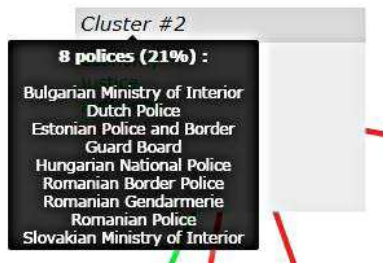 Cluster #2
8 polices (21%) :
Bulgarian Ministry of Interior
Dutch Police
Estonian Police and Border
Guard Board
Hungarian National Police
Romanian Border Police
Romanian Gendarmerie
Romanian Police
Slovakian Ministry of Interior